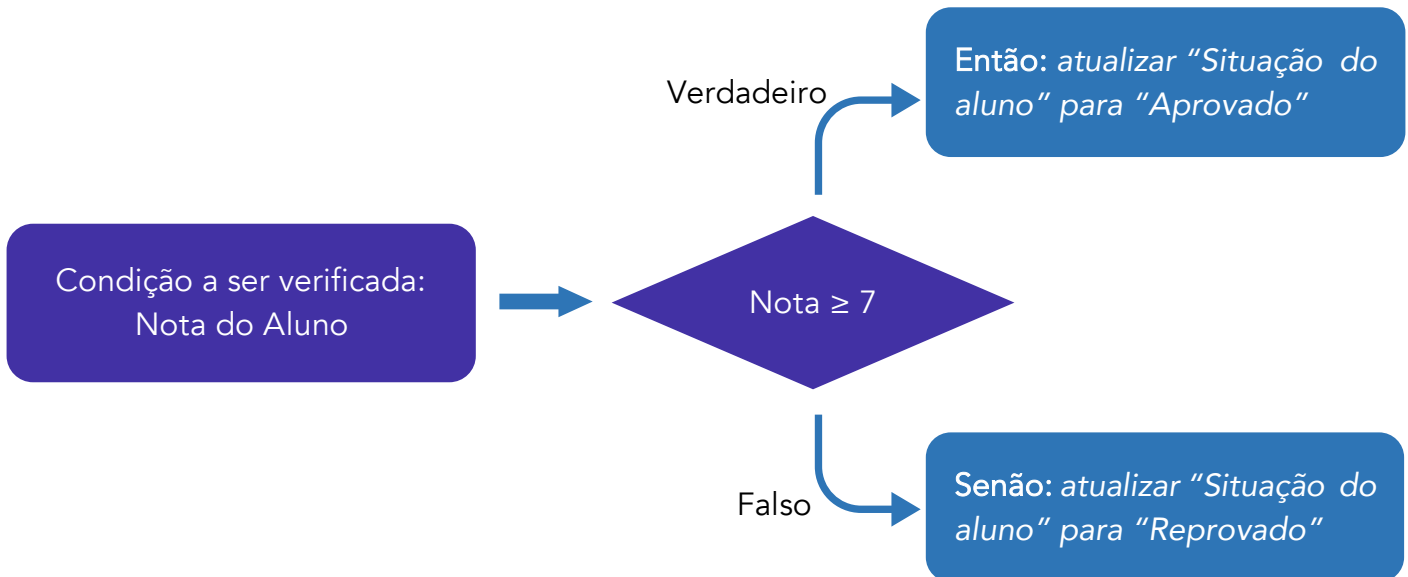 Condição a ser verificada:
Nota do Aluno
Nota ≥ 7
Verdadeiro
Então: atualizar “Situação do
aluno” para “Aprovado”
Falso
Senão: atualizar “Situação do
aluno” para “Reprovado”